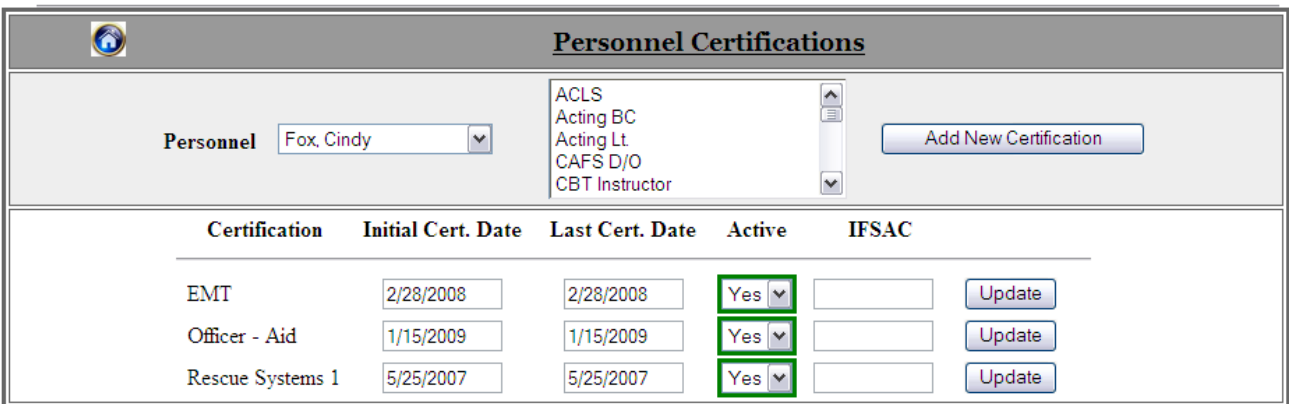 Personnel Certifications
Personnel Fox, Cindy
ACLS
Acting BC
Acting Lt.
CAFS D/O
CBT Instructor
Add New Certification
Certification Initial Cert. Date Last Cert. Date Active IFSAC
EMT 2/28/2008 2/28/2008 Yes Update
Officer - Aid 1/15/2009 1/15/2009 Yes Update
Rescue Systems 1 5/25/2007 5/25/2007 Yes Update